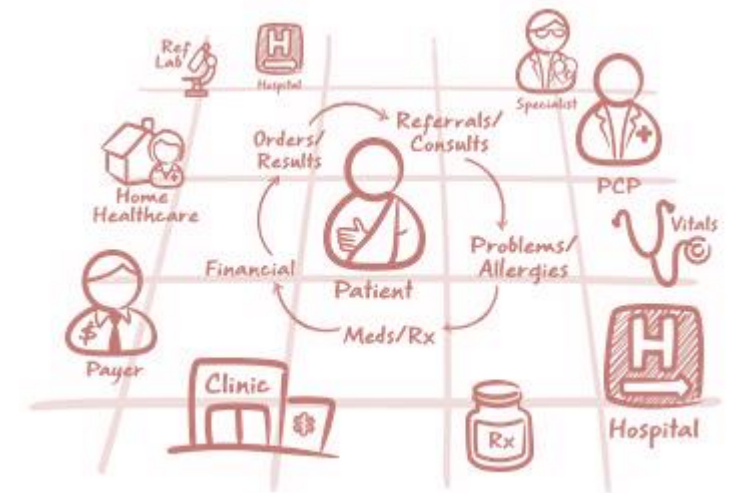 Ref
Lab
H
Hospital
Specialist
Orders/
Results
Referrals/
Consults
Home
Healthcare
PCP
Vitals
Financial
Patient
Problems/
Allergies
$
Payer
Meds/Rx
H
Hospital
Clinic
Rx